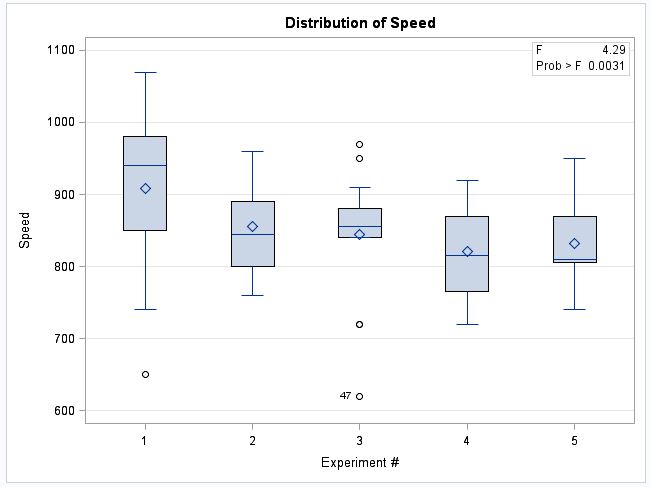 Distribution of Speed
F 4.29
Prob > F 0.0031
1100
1000
900
800
700
600
Speed
47
1 2 3 4 5
Experiment #